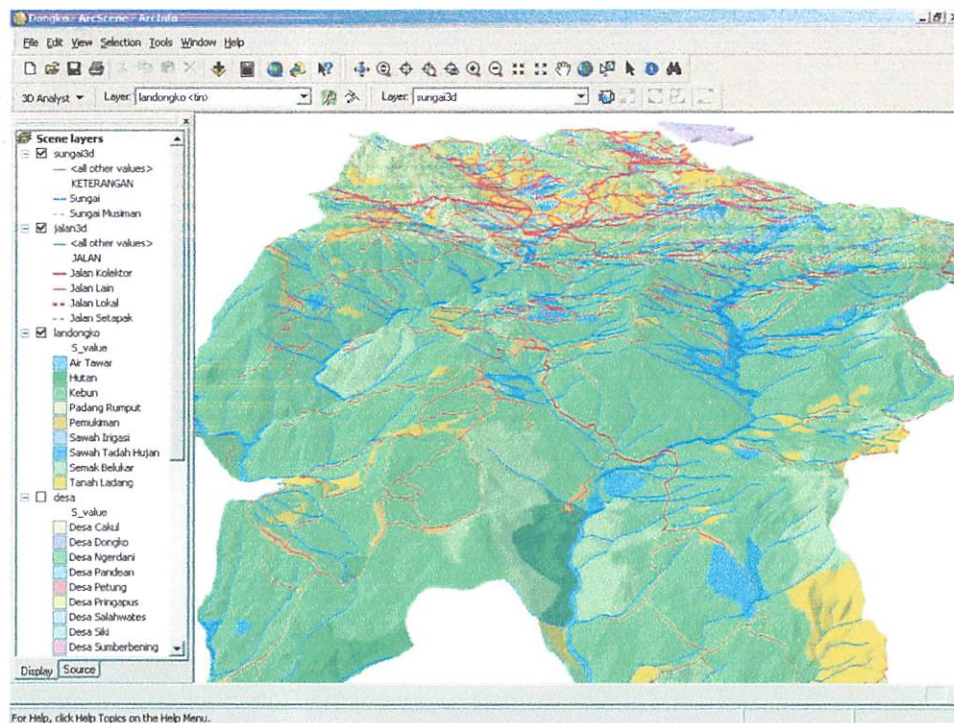 Dongko - ArcScene - ArcInfo
File Edit View Selection Tools Window Help
3D Analyst Layer: landongko <tin> Layer: sungai3d
Scene layers
sungai3d
<all other values>
KETERANGAN
Sungai
Sungai Musiman
jalan3d
<all other values>
JALAN
Jalan Kolektor
Jalan Lain
Jalan Lokal
Jalan Setapak
landongko
S_value
Air Tawar
Hutan
Kebun
Padang Rumput
Pemukiman
Sawah Irigasi
Sawah Tadah Hujan
Semak Belukar
Tanah Ladang
desa
S_value
Desa Cakul
Desa Dongko
Desa Ngerdani
Desa Pandean
Desa Petung
Desa Pringapus
Desa Salahwates
Desa Siki
Desa Sumberbening
Display Source
For Help, click Help Topics on the Help Menu.